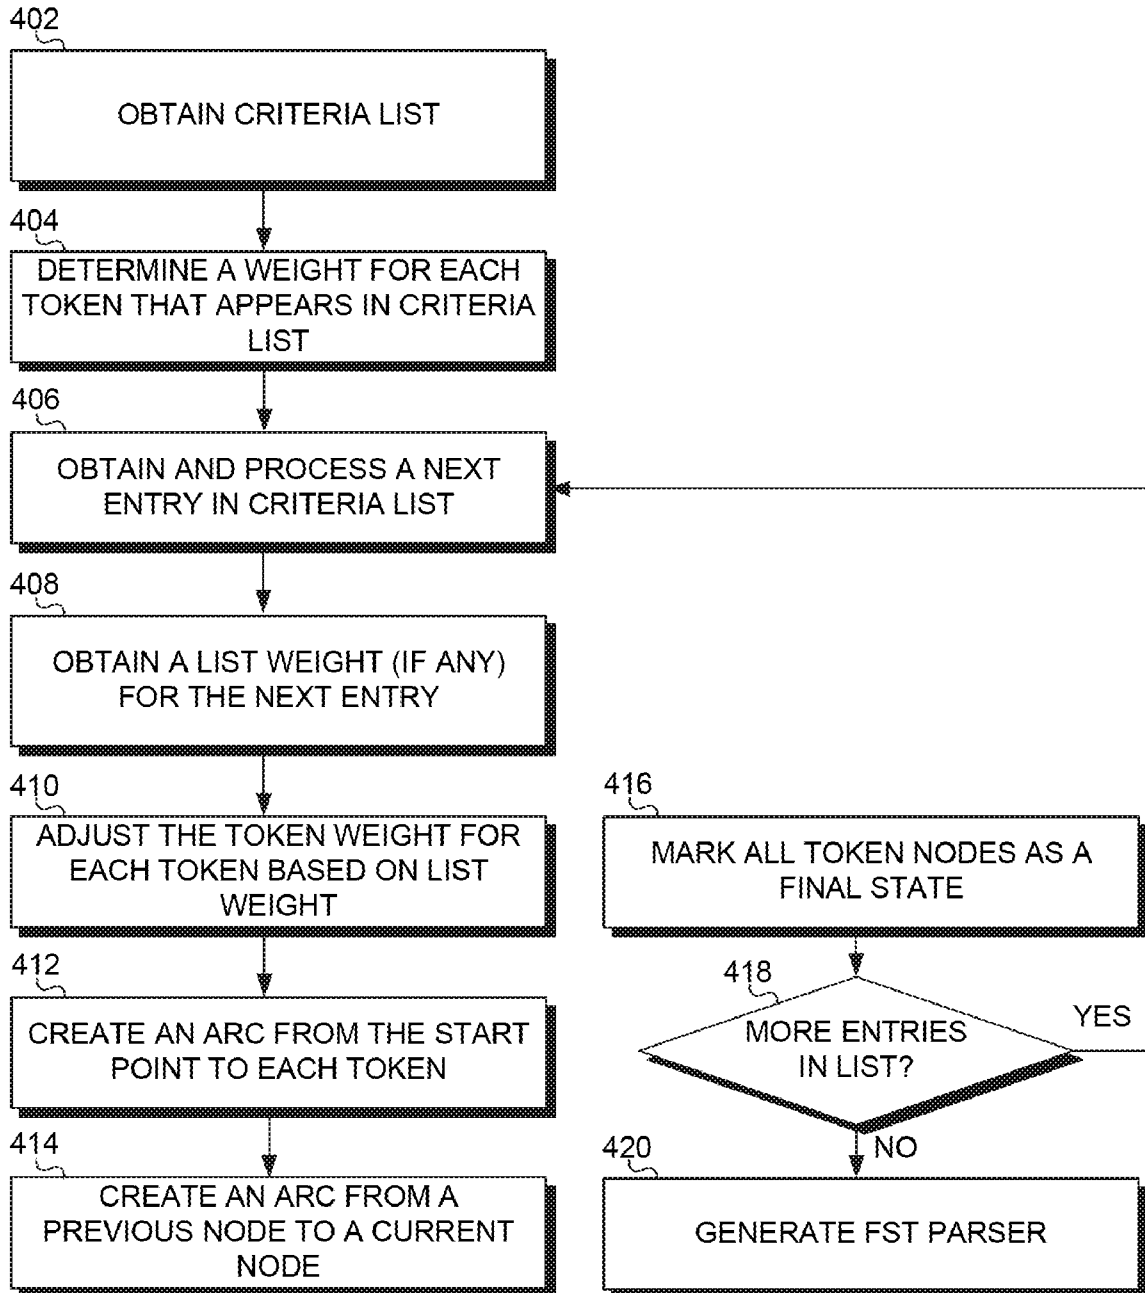 402
OBTAIN CRITERIA LIST
404
DETERMINE A WEIGHT FOR EACH
TOKEN THAT APPEARS IN CRITERIA
LIST
406
OBTAIN AND PROCESS A NEXT
ENTRY IN CRITERIA LIST
408
OBTAIN A LIST WEIGHT (IF ANY)
FOR THE NEXT ENTRY
410
ADJUST THE TOKEN WEIGHT FOR
EACH TOKEN BASED ON LIST
WEIGHT
412
CREATE AN ARC FROM THE START
POINT TO EACH TOKEN
414
CREATE AN ARC FROM A
PREVIOUS NODE TO A CURRENT
NODE
416
MARK ALL TOKEN NODES AS A
FINAL STATE
418
MORE ENTRIES
IN LIST?
YES
NO
420
GENERATE FST PARSER